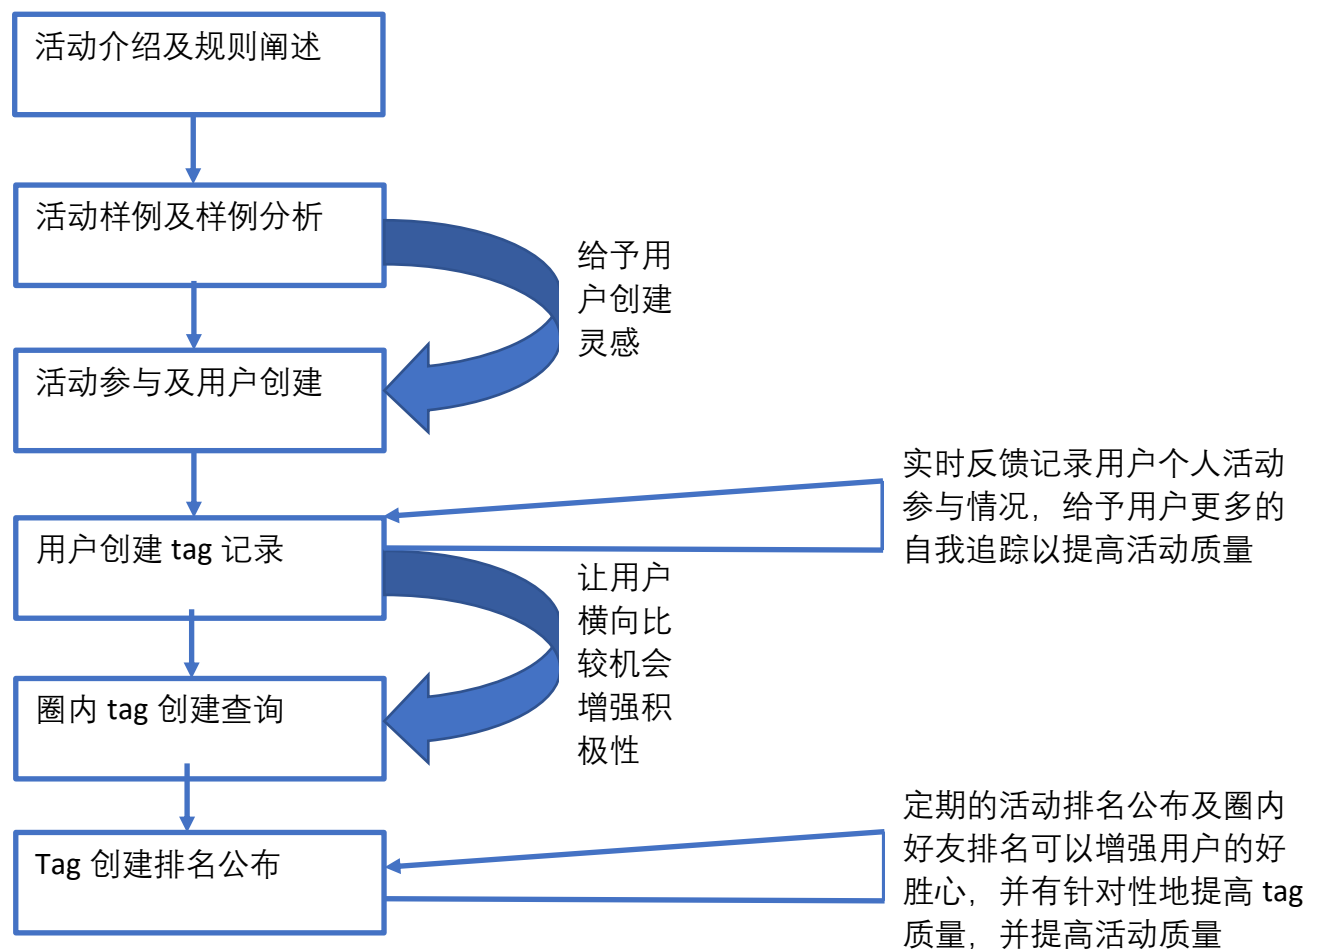 活动介绍及规则阐述
活动样例及样例分析
给予用
户创建
灵感
活动参与及用户创建
实时反馈记录用户个人活动
参与情况，给予用户更多的
自我追踪以提高活动质量
用户创建 tag 记录
让用户
横向比
较机会
增强积
极性
圈内 tag 创建查询
定期的活动排名公布及圈内
好友排名可以增强用户的好
胜心，并有针对性地提高 tag
质量，并提高活动质量
Tag 创建排名公布